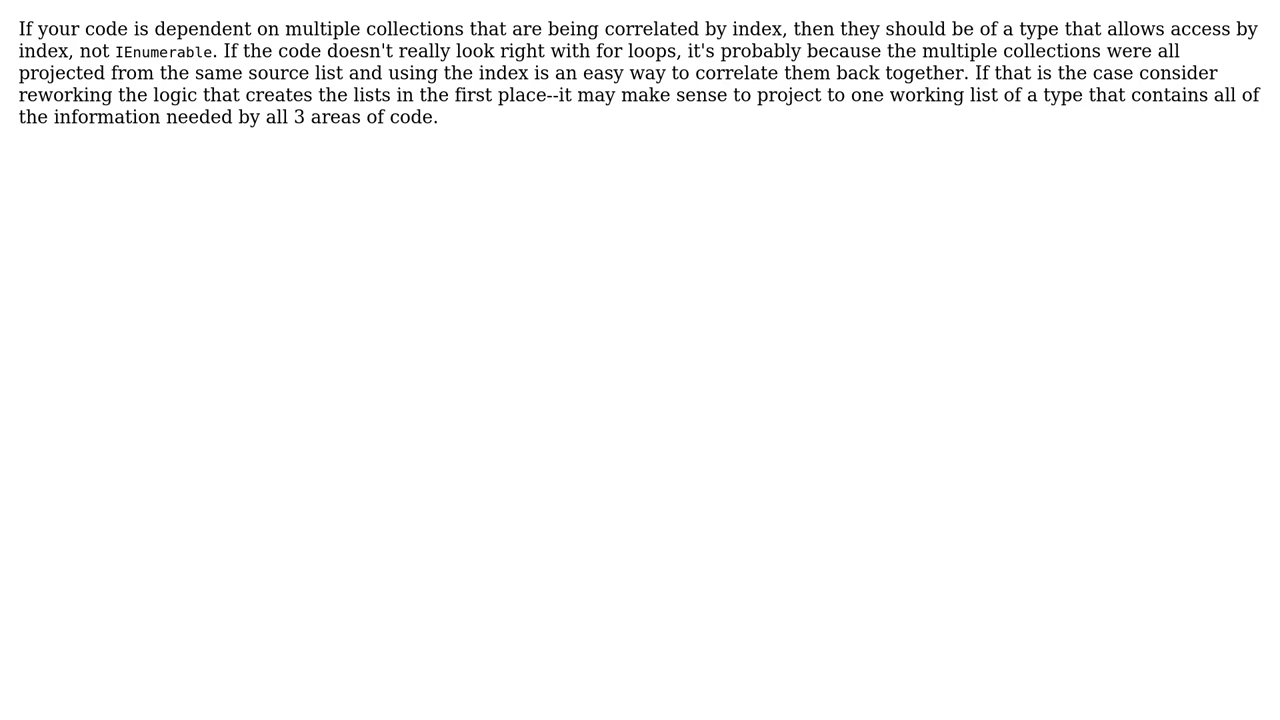 If your code is dependent on multiple collections that are being correlated by index, then they should be of a type that allows access by
index, not IEnumerable. If the code doesn't really look right with for loops, it's probably because the multiple collections were all
projected from the same source list and using the index is an easy way to correlate them back together. If that is the case consider
reworking the logic that creates the lists in the first place--it may make sense to project to one working list of a type that contains all of
the information needed by all 3 areas of code.